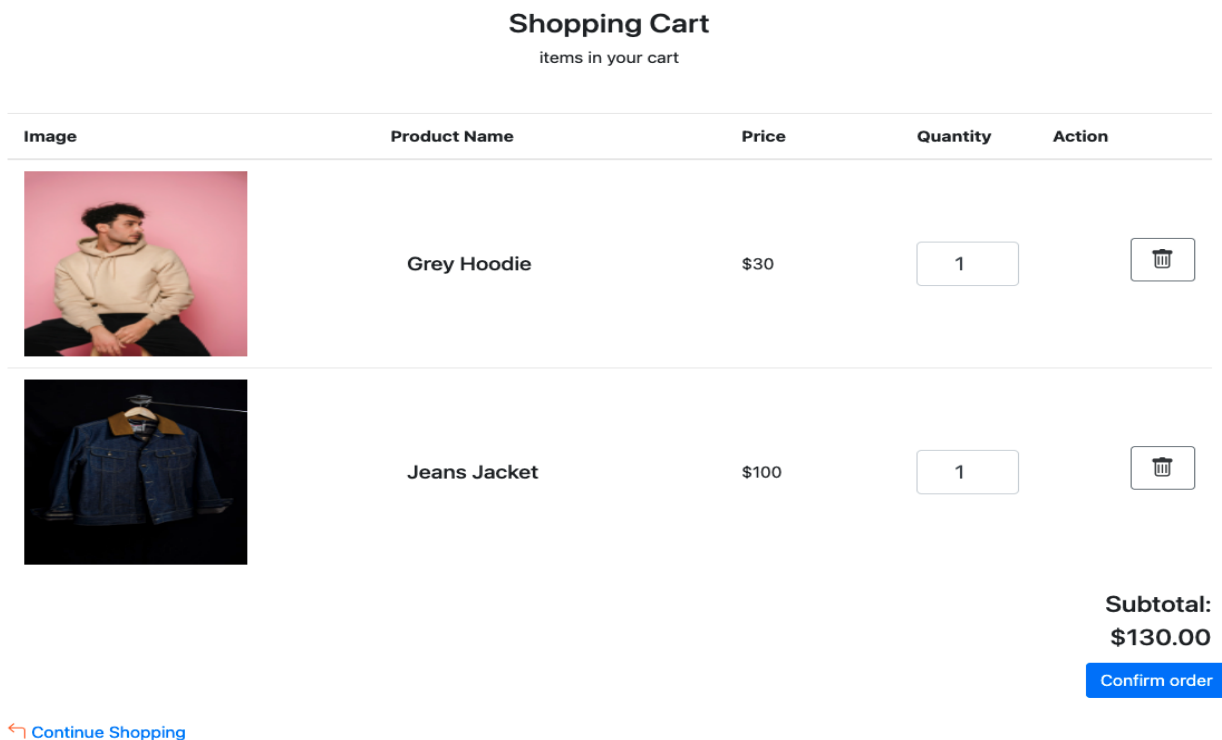 Shopping Cart
items in your cart
Image Product Name Price Quantity Action
Grey Hoodie $30 1
Jeans Jacket $100 1
Subtotal:
$130.00
Confirm order
Continue Shopping